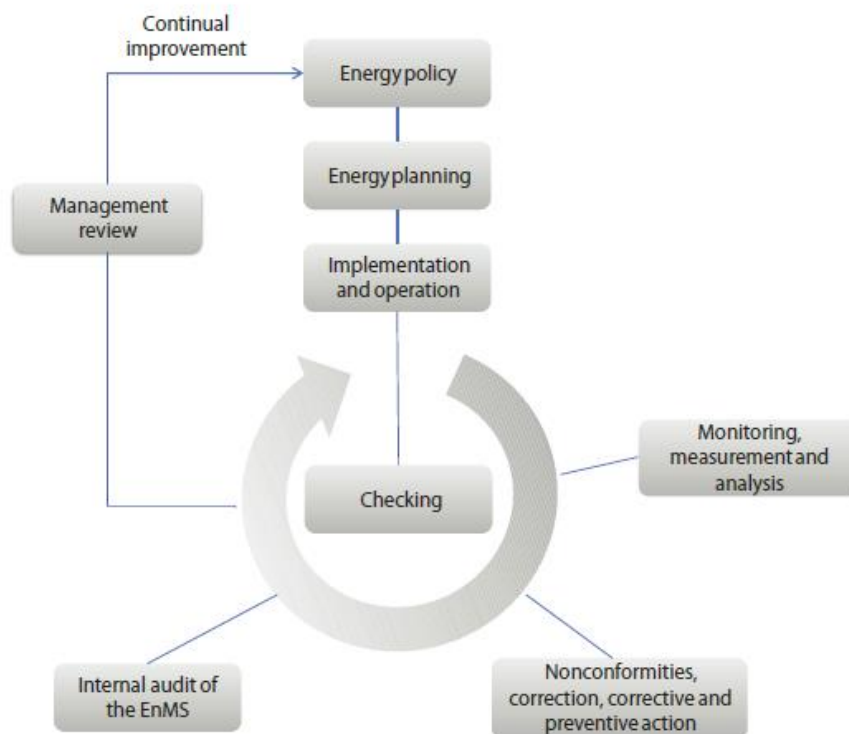 Continual
improvement
Energy policy
Energy planning
Management
review
Implementation
and operation
Monitoring,
measurement and
analysis
Checking
Internal audit of
the EnMS
Nonconformities,
correction, corrective and
preventive action